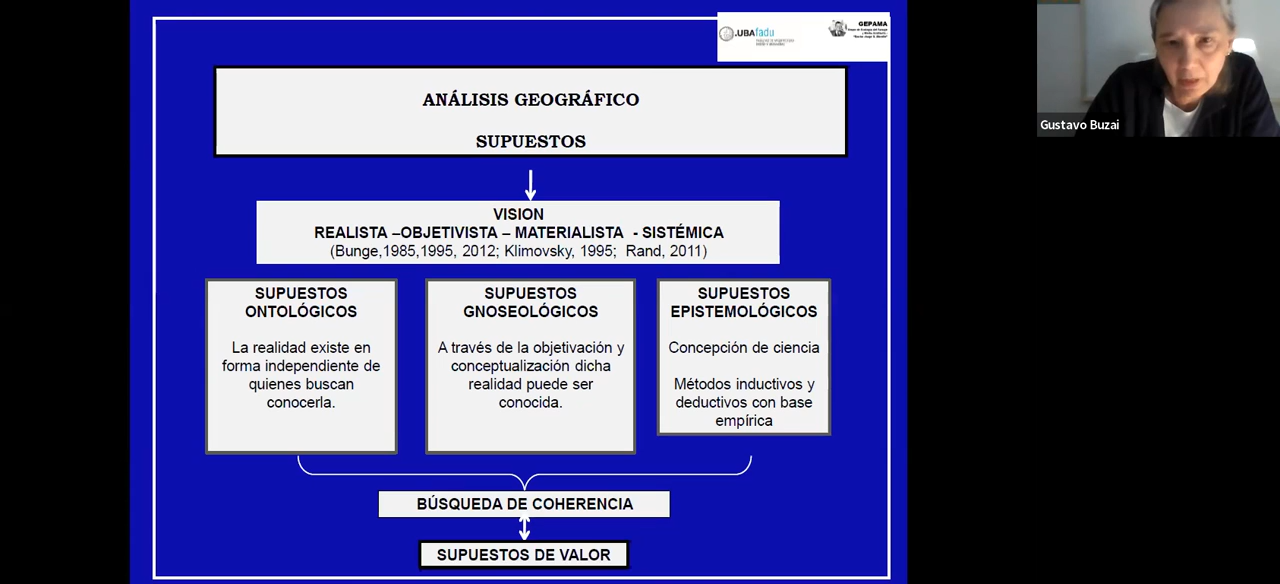 .UBAfadu
GEPAMA
ANÁLISIS GEOGRÁFICO
SUPUESTOS
VISION
REALISTA –OBJETIVISTA – MATERIALISTA - SISTÉMICA
(Bunge,1985,1995, 2012; Klimovsky, 1995; Rand, 2011)
SUPUESTOS
ONTOLÓGICOS
La realidad existe en
forma independiente de
quienes buscan
conocerla.
SUPUESTOS
GNOSEOLÓGICOS
A través de la objetivación y
conceptualización dicha
realidad puede ser
conocida.
SUPUESTOS
EPISTEMOLÓGICOS
Concepción de ciencia
Métodos inductivos y
deductivos con base
empírica
BÚSQUEDA DE COHERENCIA
SUPUESTOS DE VALOR
Gustavo Buzai